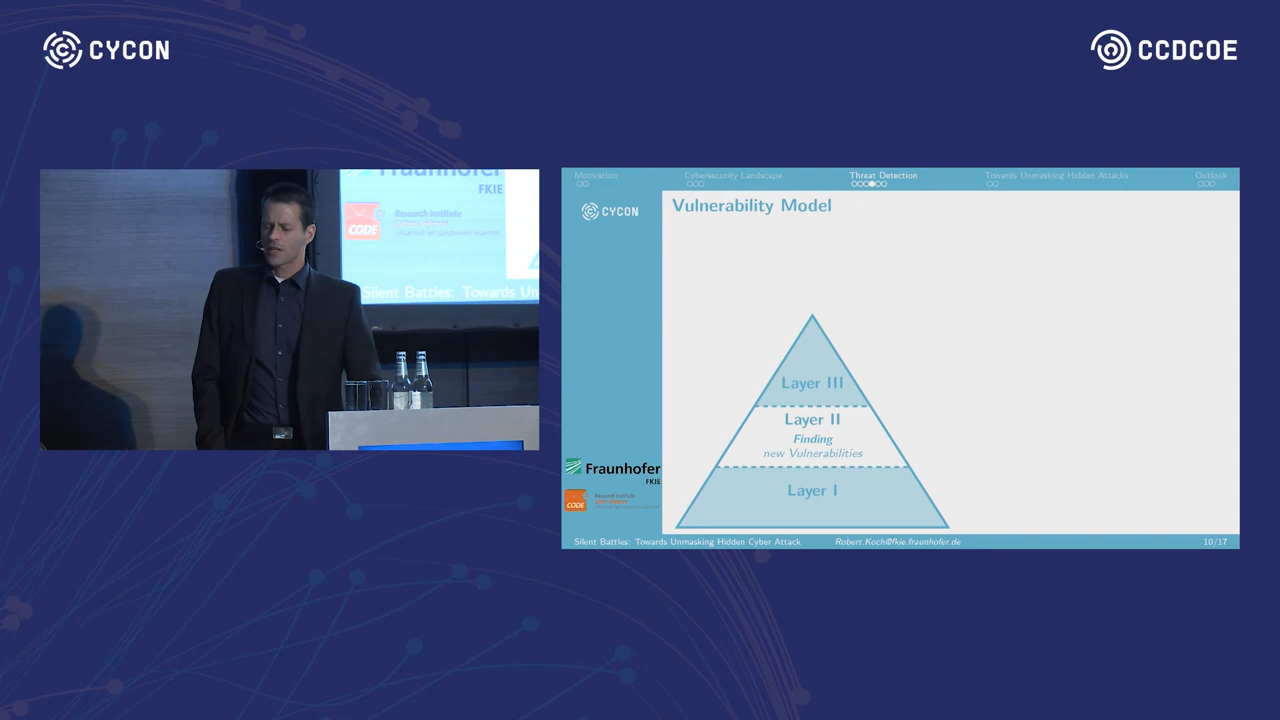 CYCON
CCDCOE
Fraunhofer
FKIE
Research Institute
CODE
Silent Battles: Towards Un
Motivation
Cybersecurity Landscape
Threat Detection
Towards Unmasking Hidden Attacks
Outlook
CYCON
Vulnerability Model
Layer III
Layer II
Finding
new Vulnerabilities
Layer I
Fraunhofer
FKIE
CODE
Research Institute
Silent Battles: Towards Unmasking Hidden Cyber Attack
Robert.Koch@fkie.fraunhofer.de
10/17